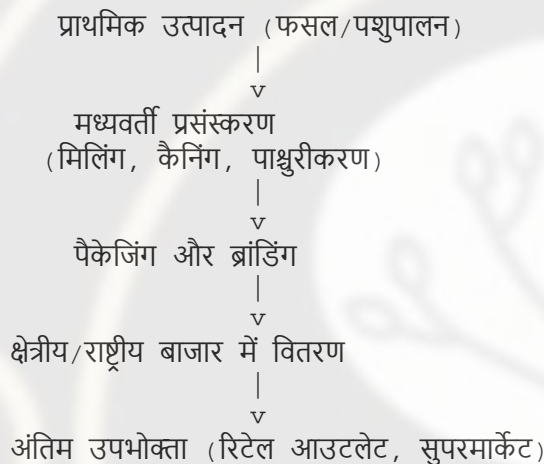 प्राथमिक उत्पादन (फसल/पशुपालन)
|
v
मध्यवर्ती प्रसंस्करण
(मिलिंग, कैनिंग, पाश्चुरीकरण)
|
v
पैकेजिंग और ब्रांडिंग
|
v
क्षेत्रीय/राष्ट्रीय बाजार में वितरण
|
v
अंतिम उपभोक्ता (रिटेल आउटलेट, सुपरमार्केट)